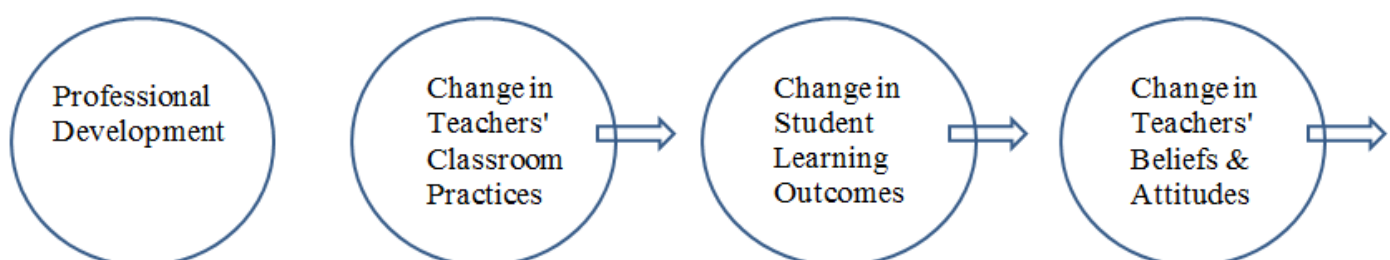 Professional
Development
Change in
Teachers'
Classroom
Practices
Change in
Student
Learning
Outcomes
Change in
Teachers'
Beliefs &
Attitudes